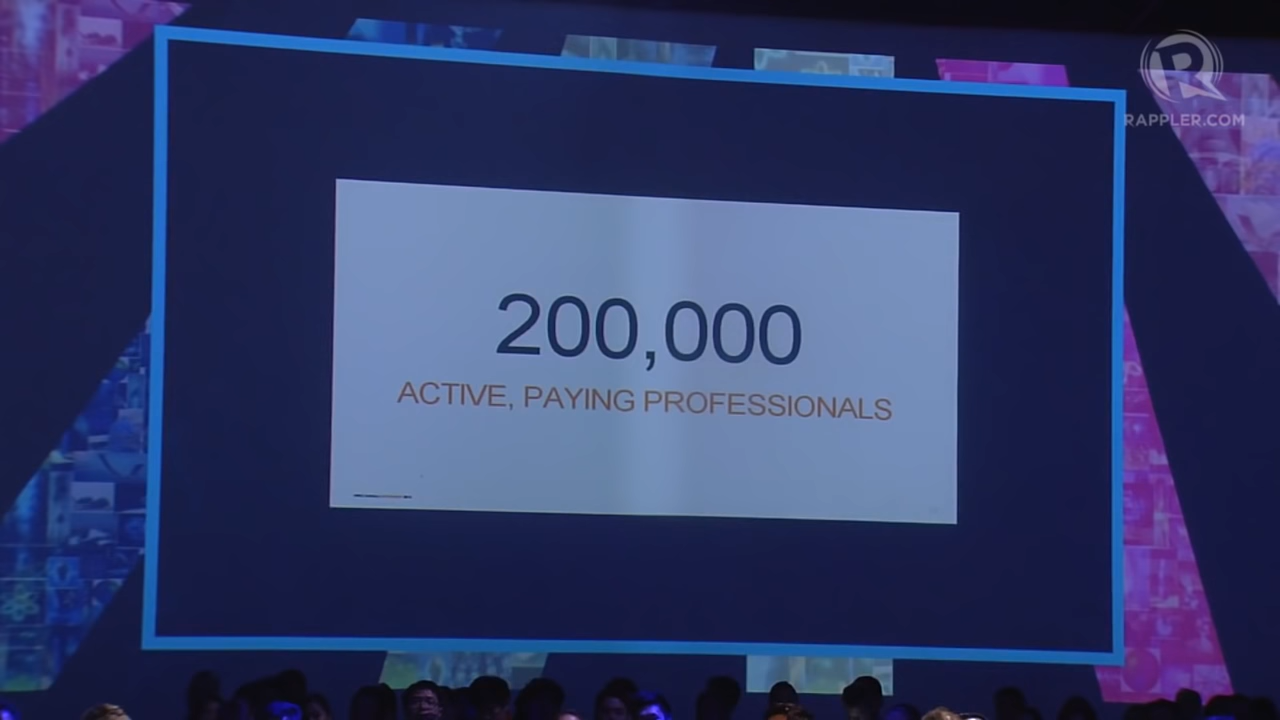 R
RAPPLER.COM
200,000
ACTIVE, PAYING PROFESSIONALS